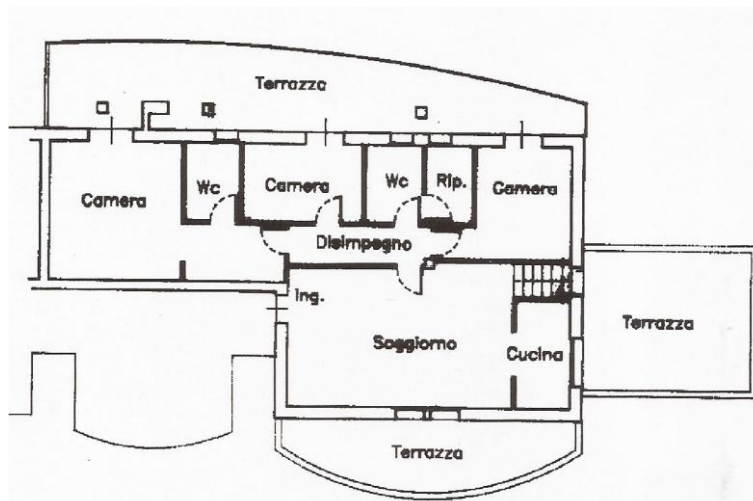 Terrazza
Camera
Wc
Camera
Wc
Rip.
Camera
Disimpegno
Ing.
Soggiorno
Cucina
Terrazza
Terrazza